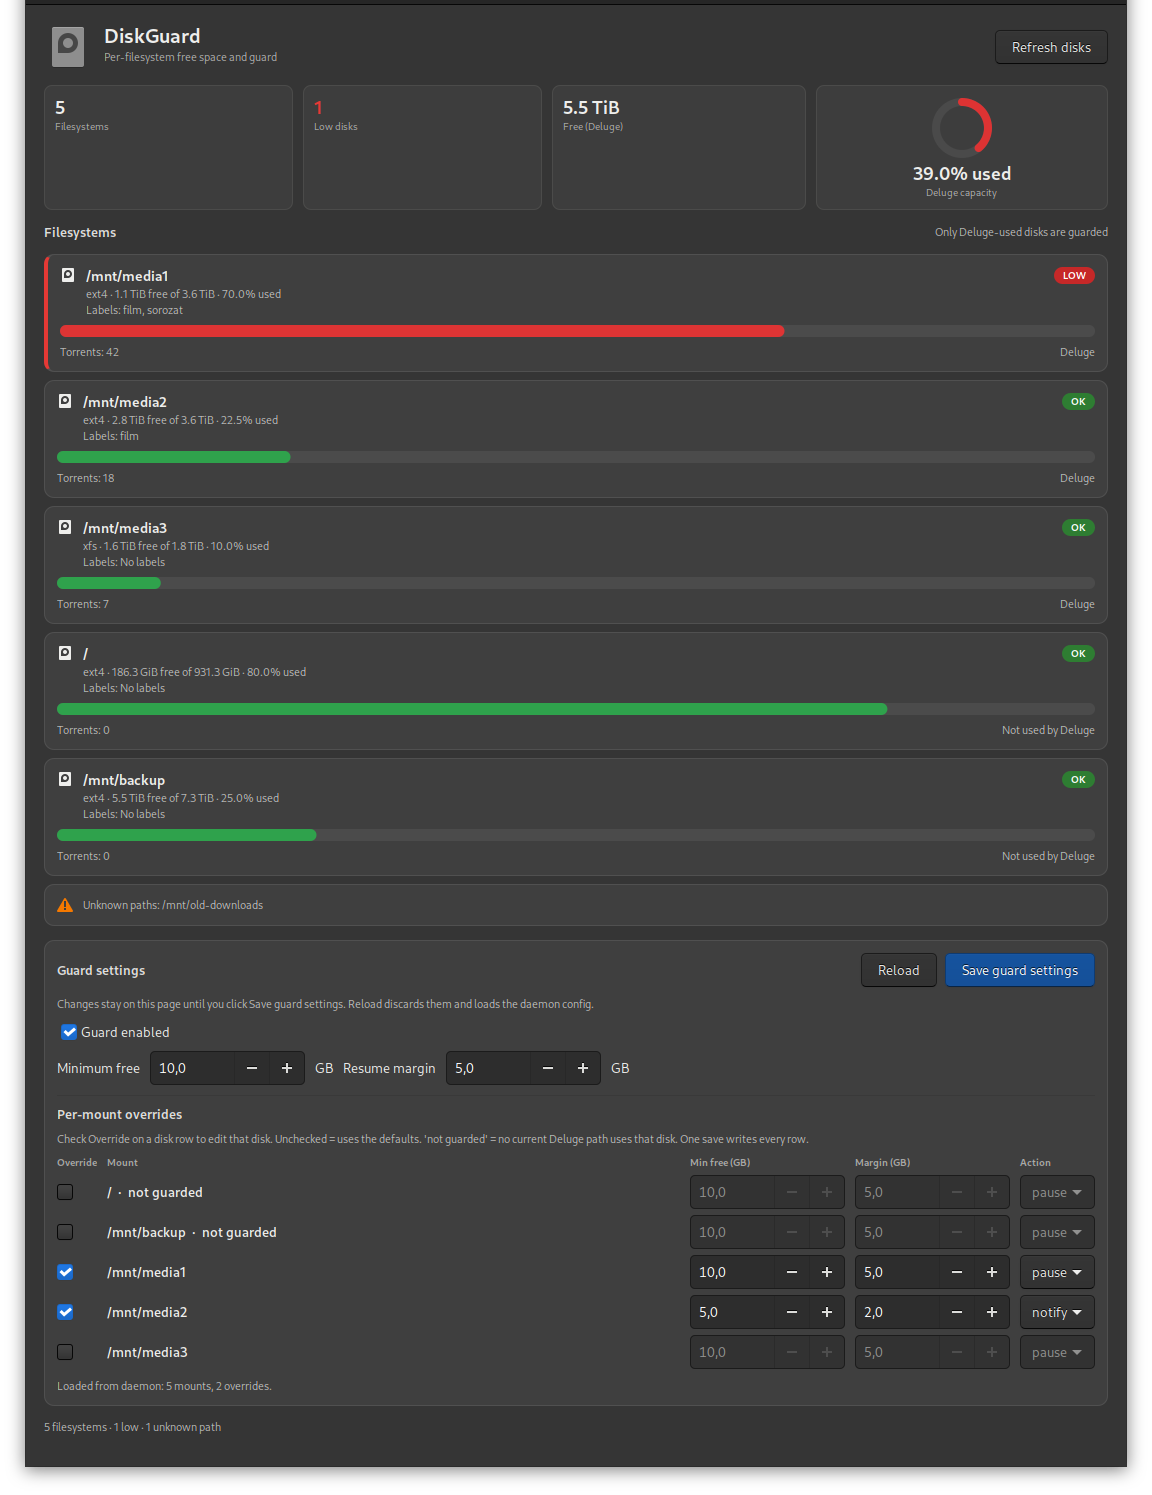 DiskGuard
Per-filesystem free space and guard
Refresh disks
5
Filesystems
1
Low disks
5.5 TiB
Free (Deluge)
39.0% used
Deluge capacity
Filesystems
Only Deluge-used disks are guarded
/mnt/media1
LOW
ext4 · 1.1 TiB free of 3.6 TiB · 70.0% used
Labels: film, sorozat
Torrents: 42
Deluge
/mnt/media2
OK
ext4 · 2.8 TiB free of 3.6 TiB · 22.5% used
Labels: film
Torrents: 18
Deluge
/mnt/media3
OK
xfs · 1.6 TiB free of 1.8 TiB · 10.0% used
Labels: No labels
Torrents: 7
Deluge
/
OK
ext4 · 186.3 GiB free of 931.3 GiB · 80.0% used
Labels: No labels
Torrents: 0
Not used by Deluge
/mnt/backup
OK
ext4 · 5.5 TiB free of 7.3 TiB · 25.0% used
Labels: No labels
Torrents: 0
Not used by Deluge
Unknown paths: /mnt/old-downloads
Guard settings
Reload
Save guard settings
Changes stay on this page until you click Save guard settings. Reload discards them and loads the daemon config.
Guard enabled
Minimum free 10,0 − + GB Resume margin 5,0 − + GB
Per-mount overrides
Check Override on a disk row to edit that disk. Unchecked = uses the defaults. 'not guarded' = no current Deluge path uses that disk. One save writes every row.
Override Mount Min free (GB) Margin (GB) Action
/ · not guarded 10,0 − + 5,0 − + pause
/mnt/backup · not guarded 10,0 − + 5,0 − + pause
/mnt/media1 10,0 − + 5,0 − + pause
/mnt/media2 5,0 − + 2,0 − + notify
/mnt/media3 10,0 − + 5,0 − + pause
Loaded from daemon: 5 mounts, 2 overrides.
5 filesystems · 1 low · 1 unknown path